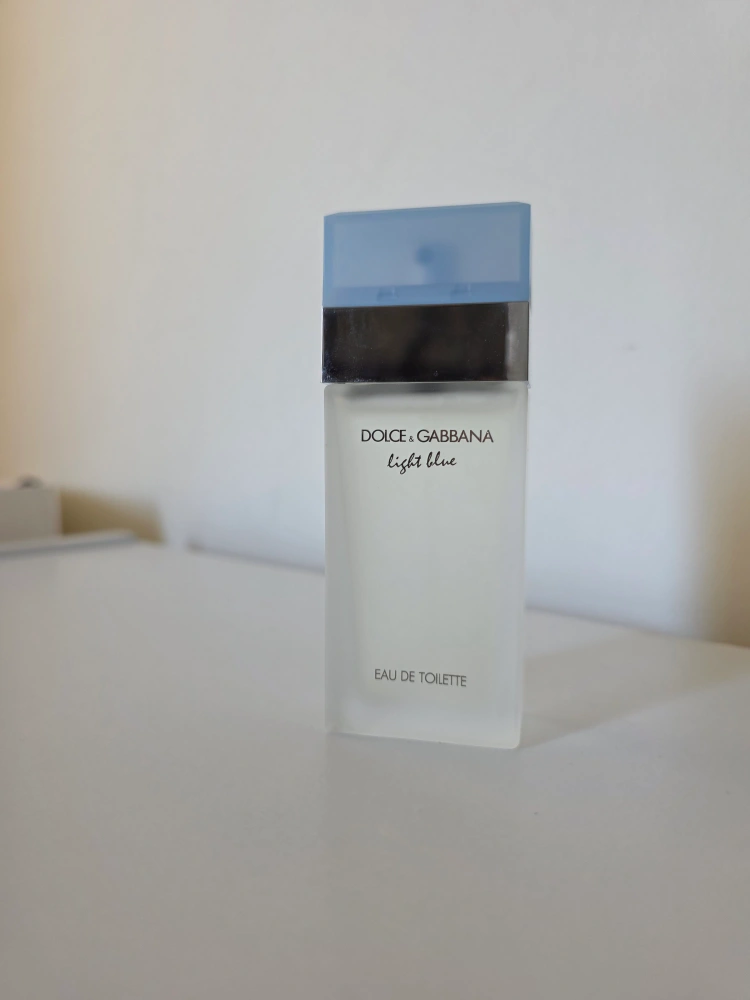 DOLCE & GABBANA
light blue
EAU DE TOILETTE